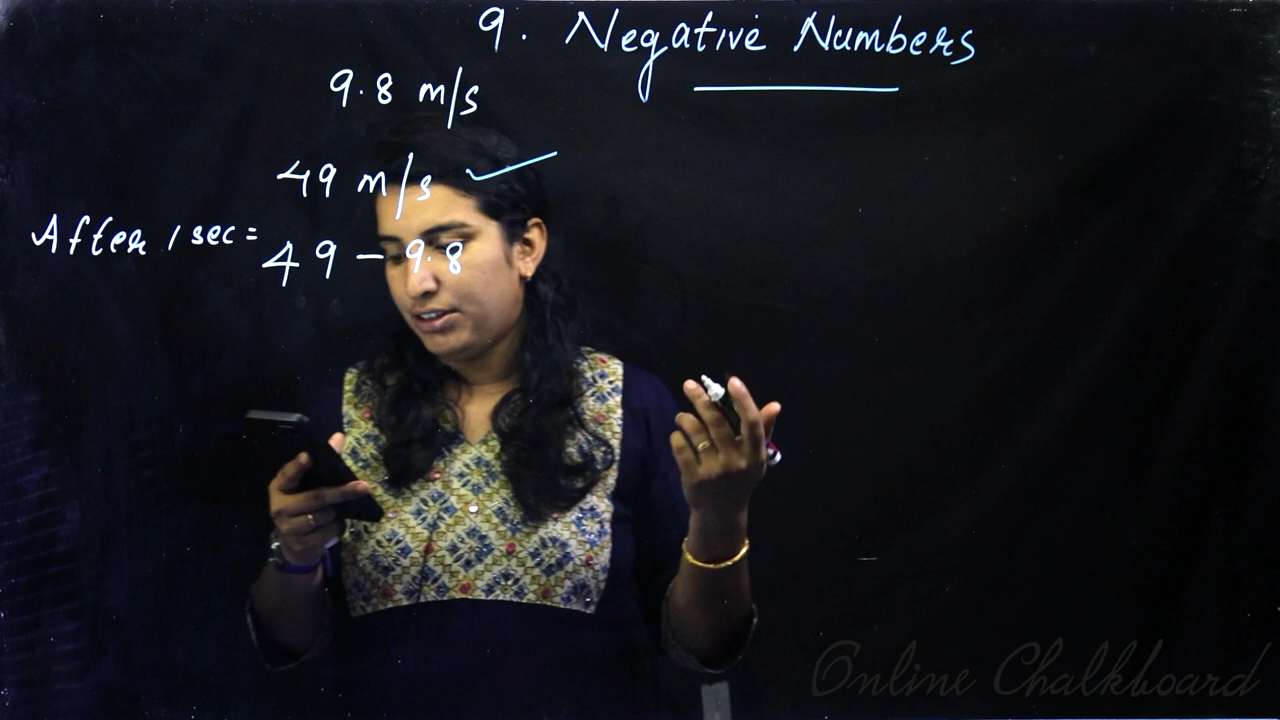 9. Negative Numbers
9.8 m/s
49 m/s ✓
After 1 sec = 49 - 9.8
Online Chalkboard